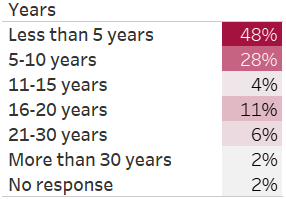 Years
Less than 5 years 48%
5-10 years 28%
11-15 years 4%
16-20 years 11%
21-30 years 6%
More than 30 years 2%
No response 2%